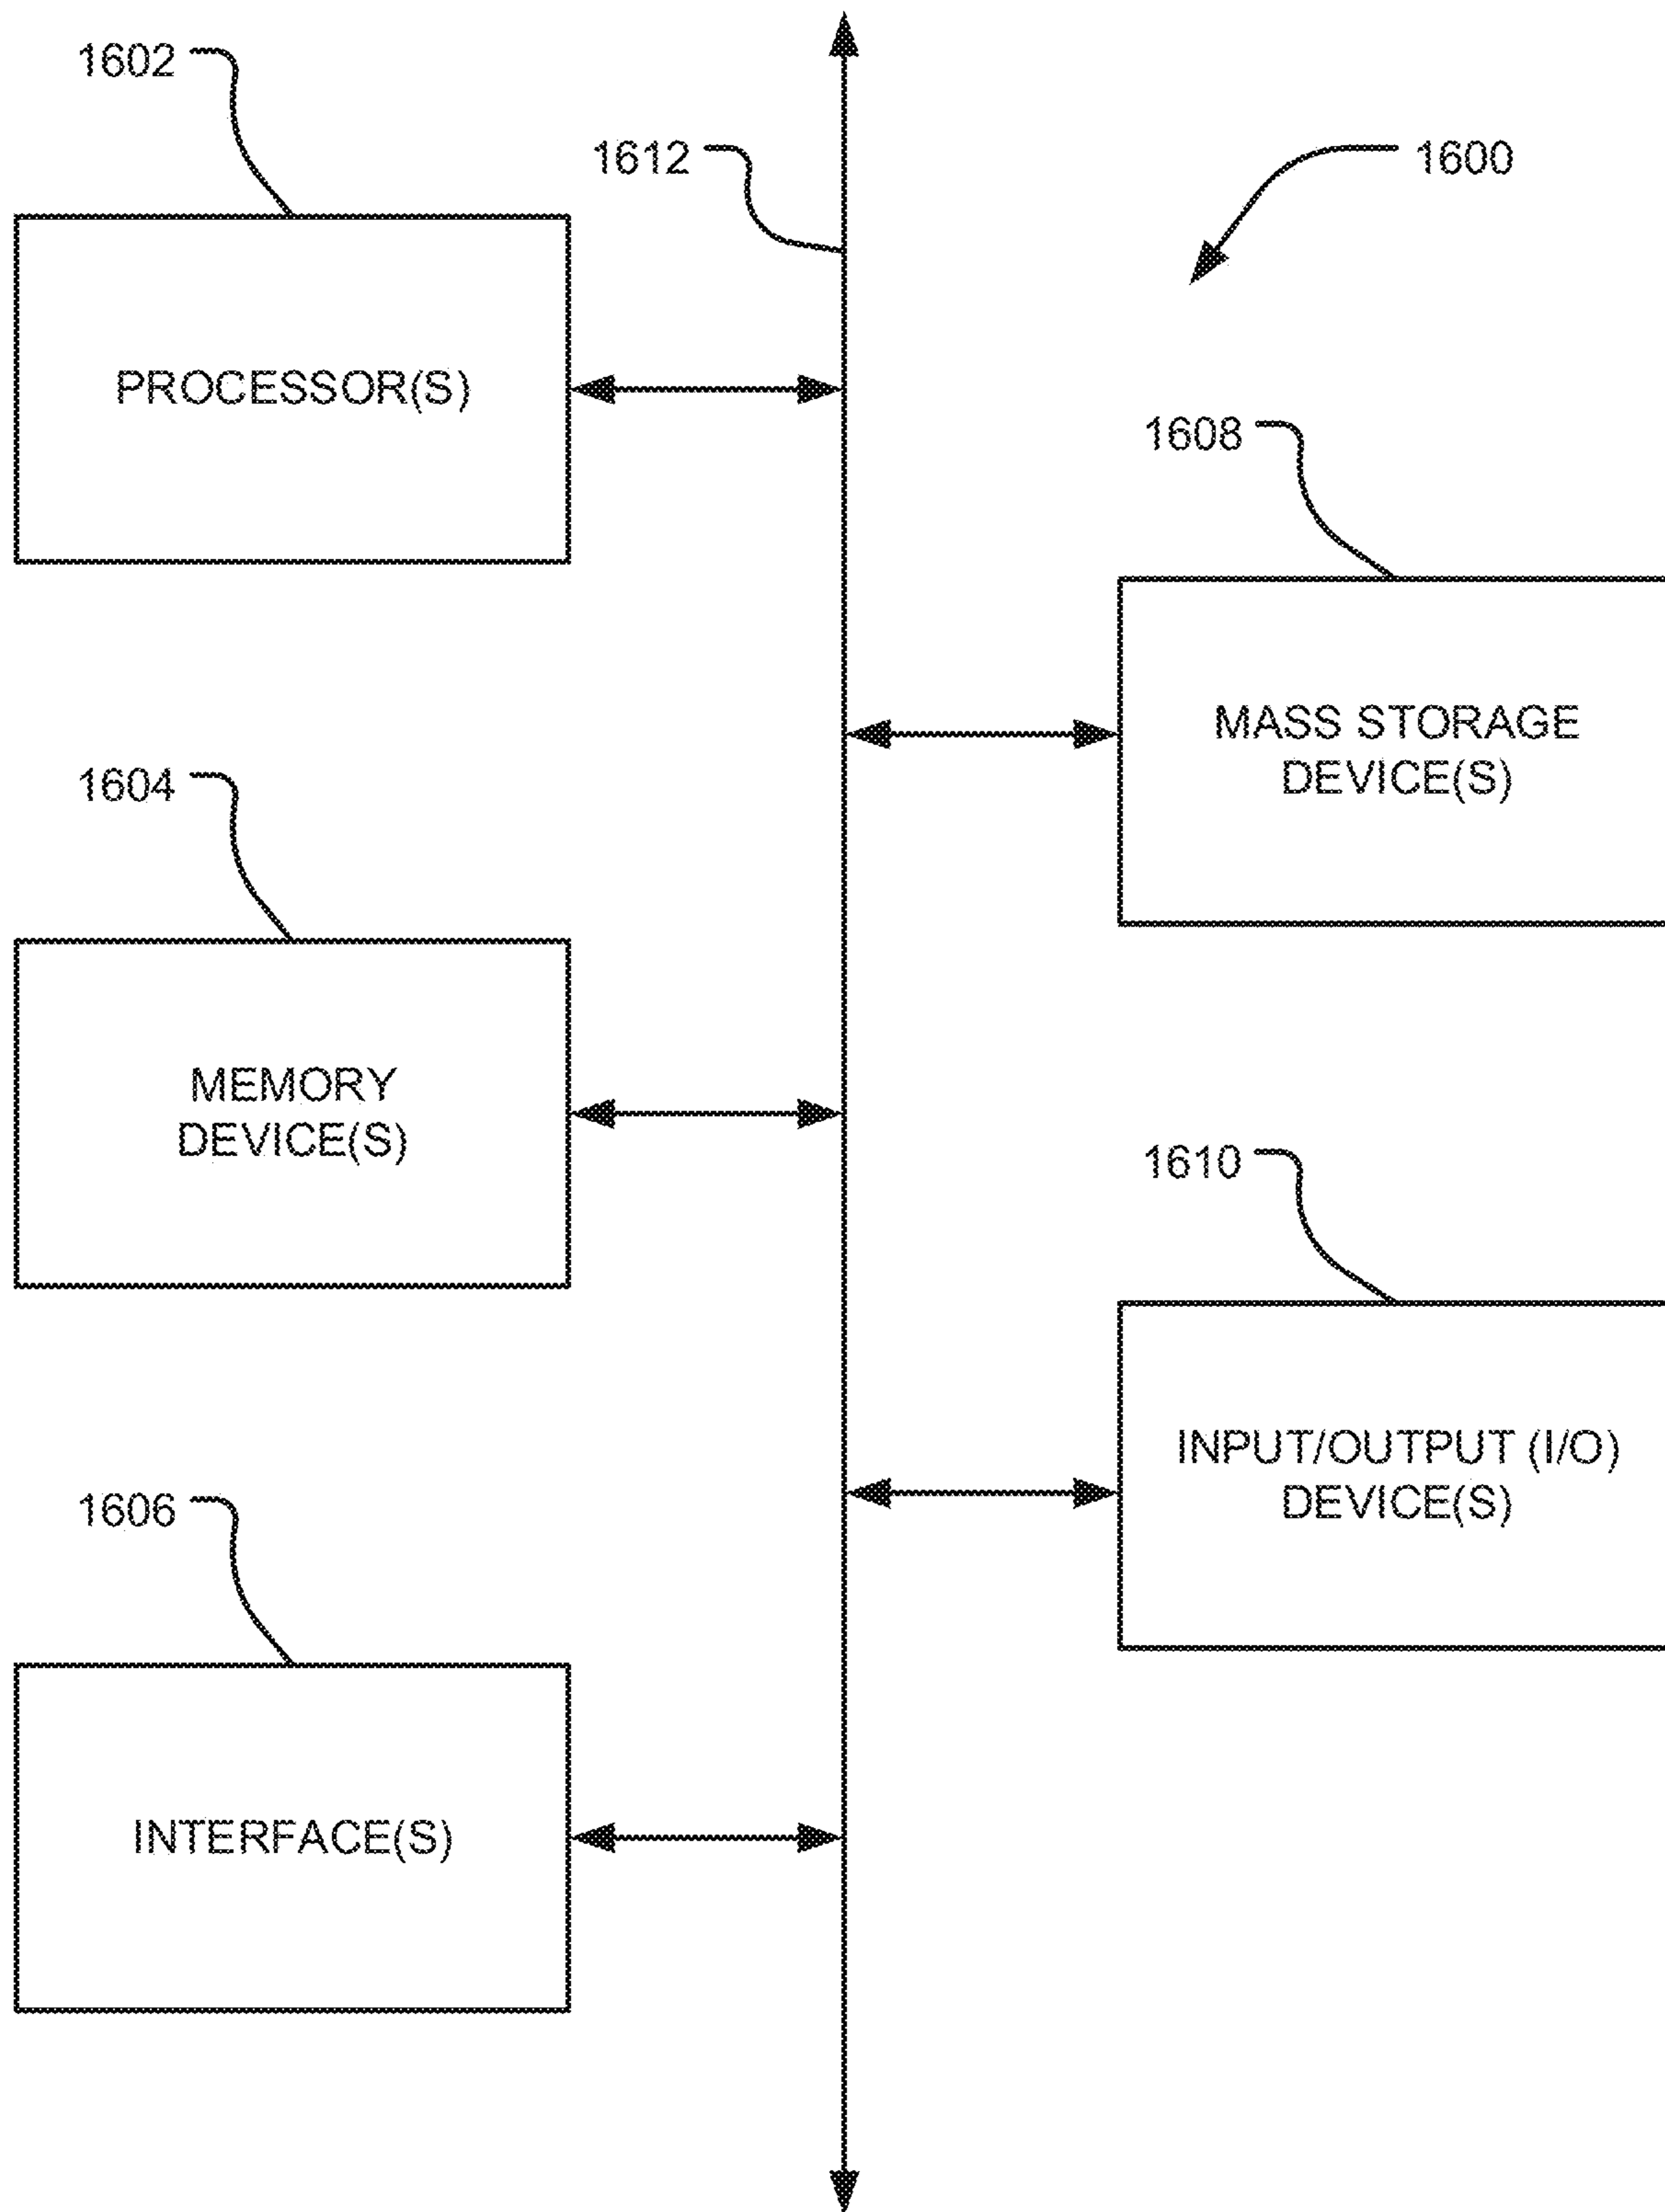 1602
1612
1600
PROCESSOR(S)
1608
MASS STORAGE
DEVICE(S)
1604
MEMORY
DEVICE(S)
1610
INPUT/OUTPUT (I/O)
DEVICE(S)
1606
INTERFACE(S)